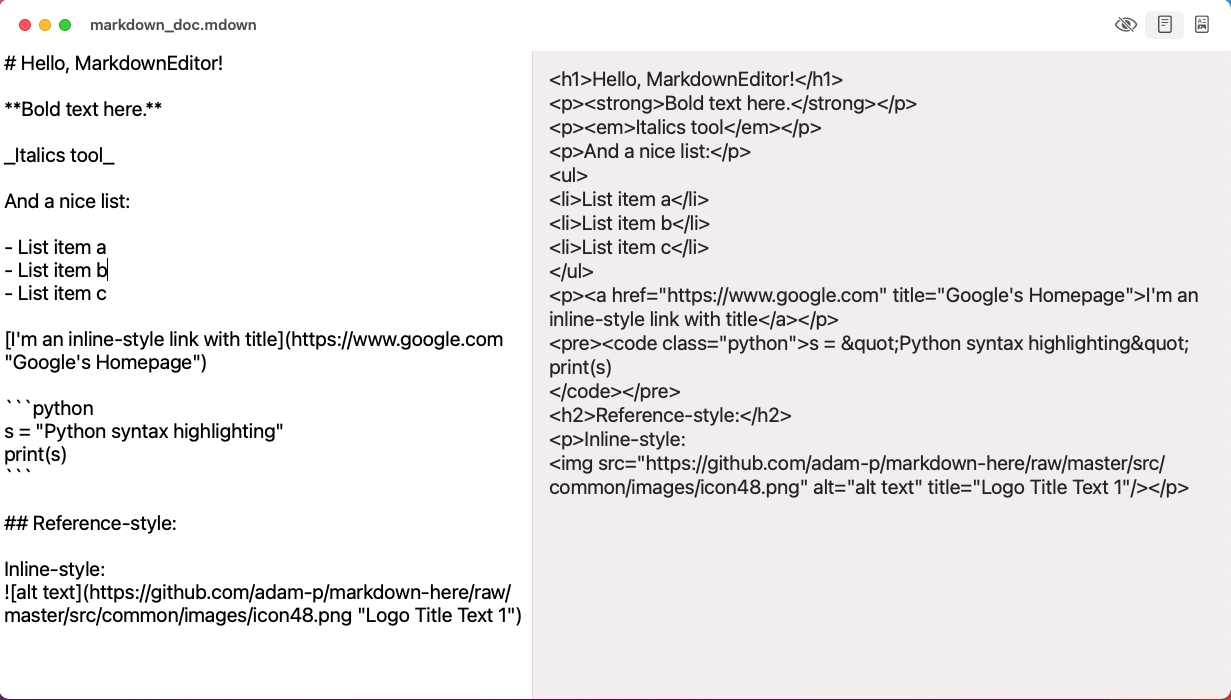 markdown_doc.mdown
# Hello, MarkdownEditor!
**Bold text here.**
_Italics tool_
And a nice list:
- List item a
- List item b
- List item c
[I'm an inline-style link with title](https://www.google.com
"Google's Homepage")
```python
s = "Python syntax highlighting"
print(s)
```
## Reference-style:
Inline-style:
![alt text](https://github.com/adam-p/markdown-here/raw/
master/src/common/images/icon48.png "Logo Title Text 1")
<h1>Hello, MarkdownEditor!</h1>
<p><strong>Bold text here.</strong></p>
<p><em>Italics tool</em></p>
<p>And a nice list:</p>
<ul>
<li>List item a</li>
<li>List item b</li>
<li>List item c</li>
</ul>
<p><a href="https://www.google.com" title="Google's Homepage">I'm an
inline-style link with title</a></p>
<pre><code class="python">s = &quot;Python syntax highlighting&quot;
print(s)
</code></pre>
<h2>Reference-style:</h2>
<p>Inline-style:
<img src="https://github.com/adam-p/markdown-here/raw/master/src/
common/images/icon48.png" alt="alt text" title="Logo Title Text 1"/></p>